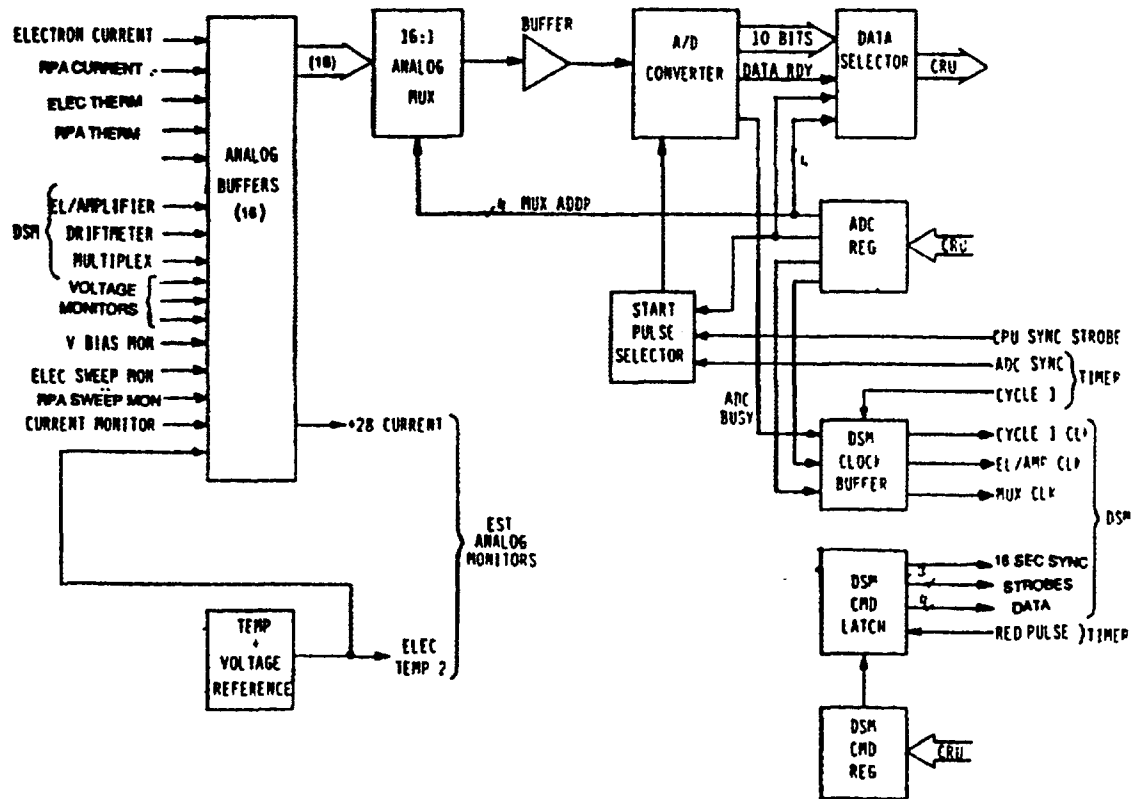 ELECTRON CURRENT
RPA CURRENT
ELEC THERM
RPA THERM
DSM
EL/AMPLIFIER
DRIFTMETER
MULTIPLEX
VOLTAGE
MONITORS
V BIAS MON
ELEC SWEEP MON
RPA SWEEP MON
CURRENT MONITOR
ANALOG
BUFFERS
(16)
(16)
16:1
ANALOG
MUX
BUFFER
A/D
CONVERTER
10 BITS
DATA RDY
DATA
SELECTOR
CRU
4
4 MUX ADDP
ADC
REG
CRU
START
PULSE
SELECTOR
CPU SYNC STROBE
ADC SYNC
CYCLE 1
TIMER
ADC
BUSY
DSM
CLOCK
BUFFER
CYCLE 1 CLK
EL/AMP CLK
MUX CLK
DSM
+28 CURRENT
EST
ANALOG
MONITORS
ELEC
TEMP 2
TEMP
+
VOLTAGE
REFERENCE
DSM
CMD
LATCH
16 SEC SYNC
3
STROBES
4
DATA
RED PULSE
TIMER
DSM
CMD
REG
CRU